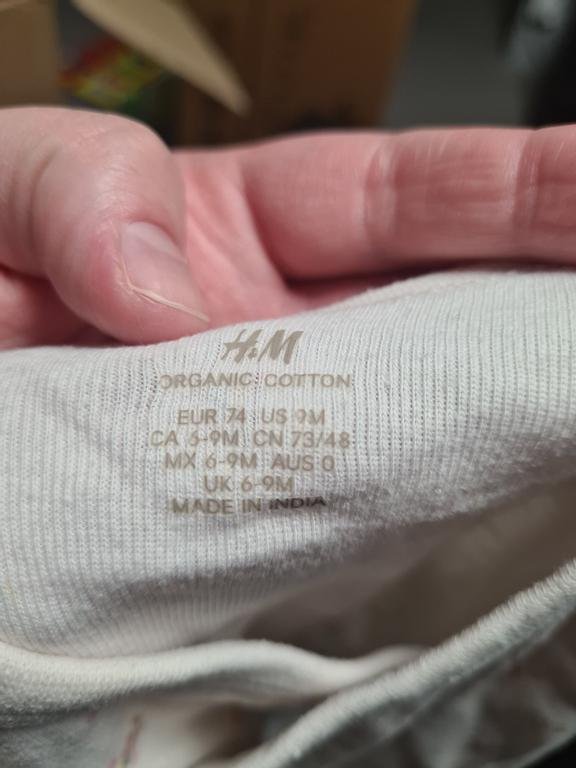 H&M
ORGANIC COTTON
EUR 74 US 9M
CA 6-9M CN 73/48
MX 6-9M AUS 0
UK 6-9M
MADE IN INDIA